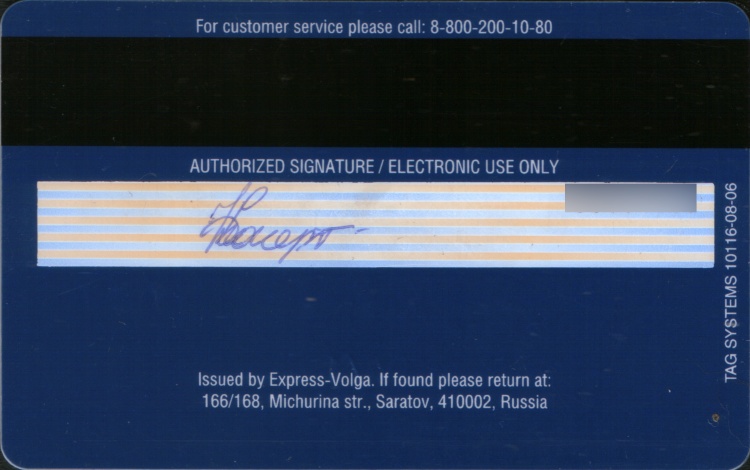 For customer service please call: 8-800-200-10-80
AUTHORIZED SIGNATURE / ELECTRONIC USE ONLY
TAG SYSTEMS 10116-08-06
Issued by Express-Volga. If found please return at:
166/168, Michurina str., Saratov, 410002, Russia